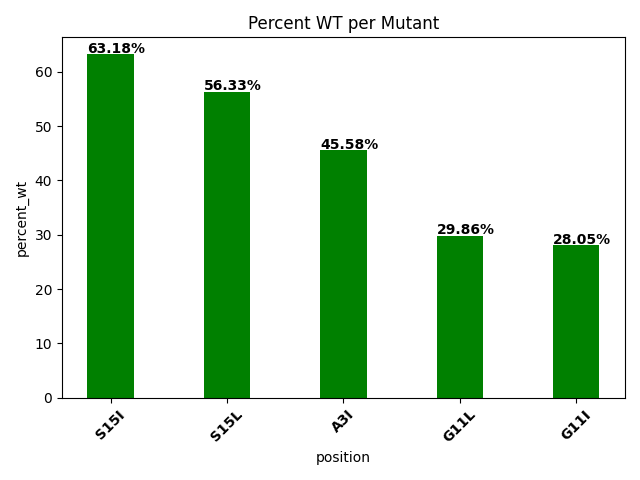 Percent WT per Mutant
63.18%
56.33%
45.58%
29.86%
28.05%
percent_wt
60
50
40
30
20
10
0
S15I
S15L
A3I
G11L
G11I
position